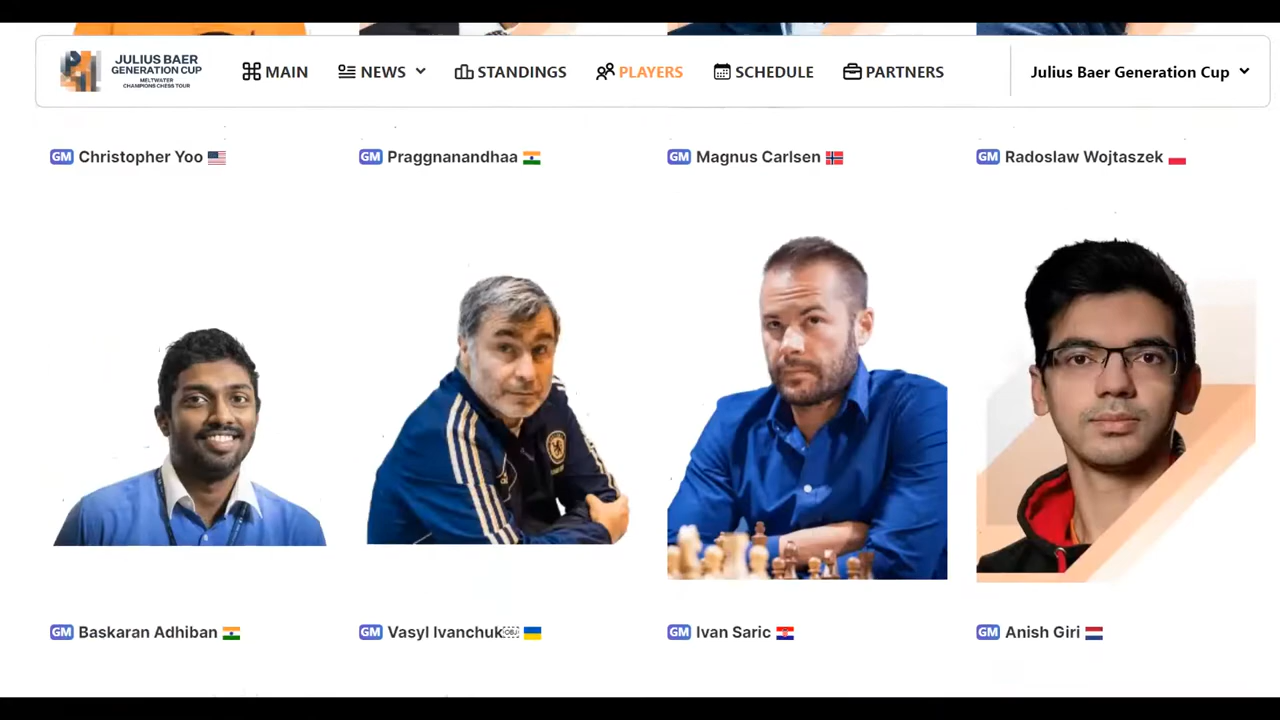 JULIUS BAER
GENERATION CUP
MELTWATER
CHAMPIONS CHESS TOUR
MAIN
NEWS
STANDINGS
PLAYERS
SCHEDULE
PARTNERS
Julius Baer Generation Cup
GM Christopher Yoo
GM Praggnanandhaa
GM Magnus Carlsen
GM Radoslaw Wojtaszek
GM Baskaran Adhiban
GM Vasyl Ivanchuk OBJ
GM Ivan Saric
GM Anish Giri